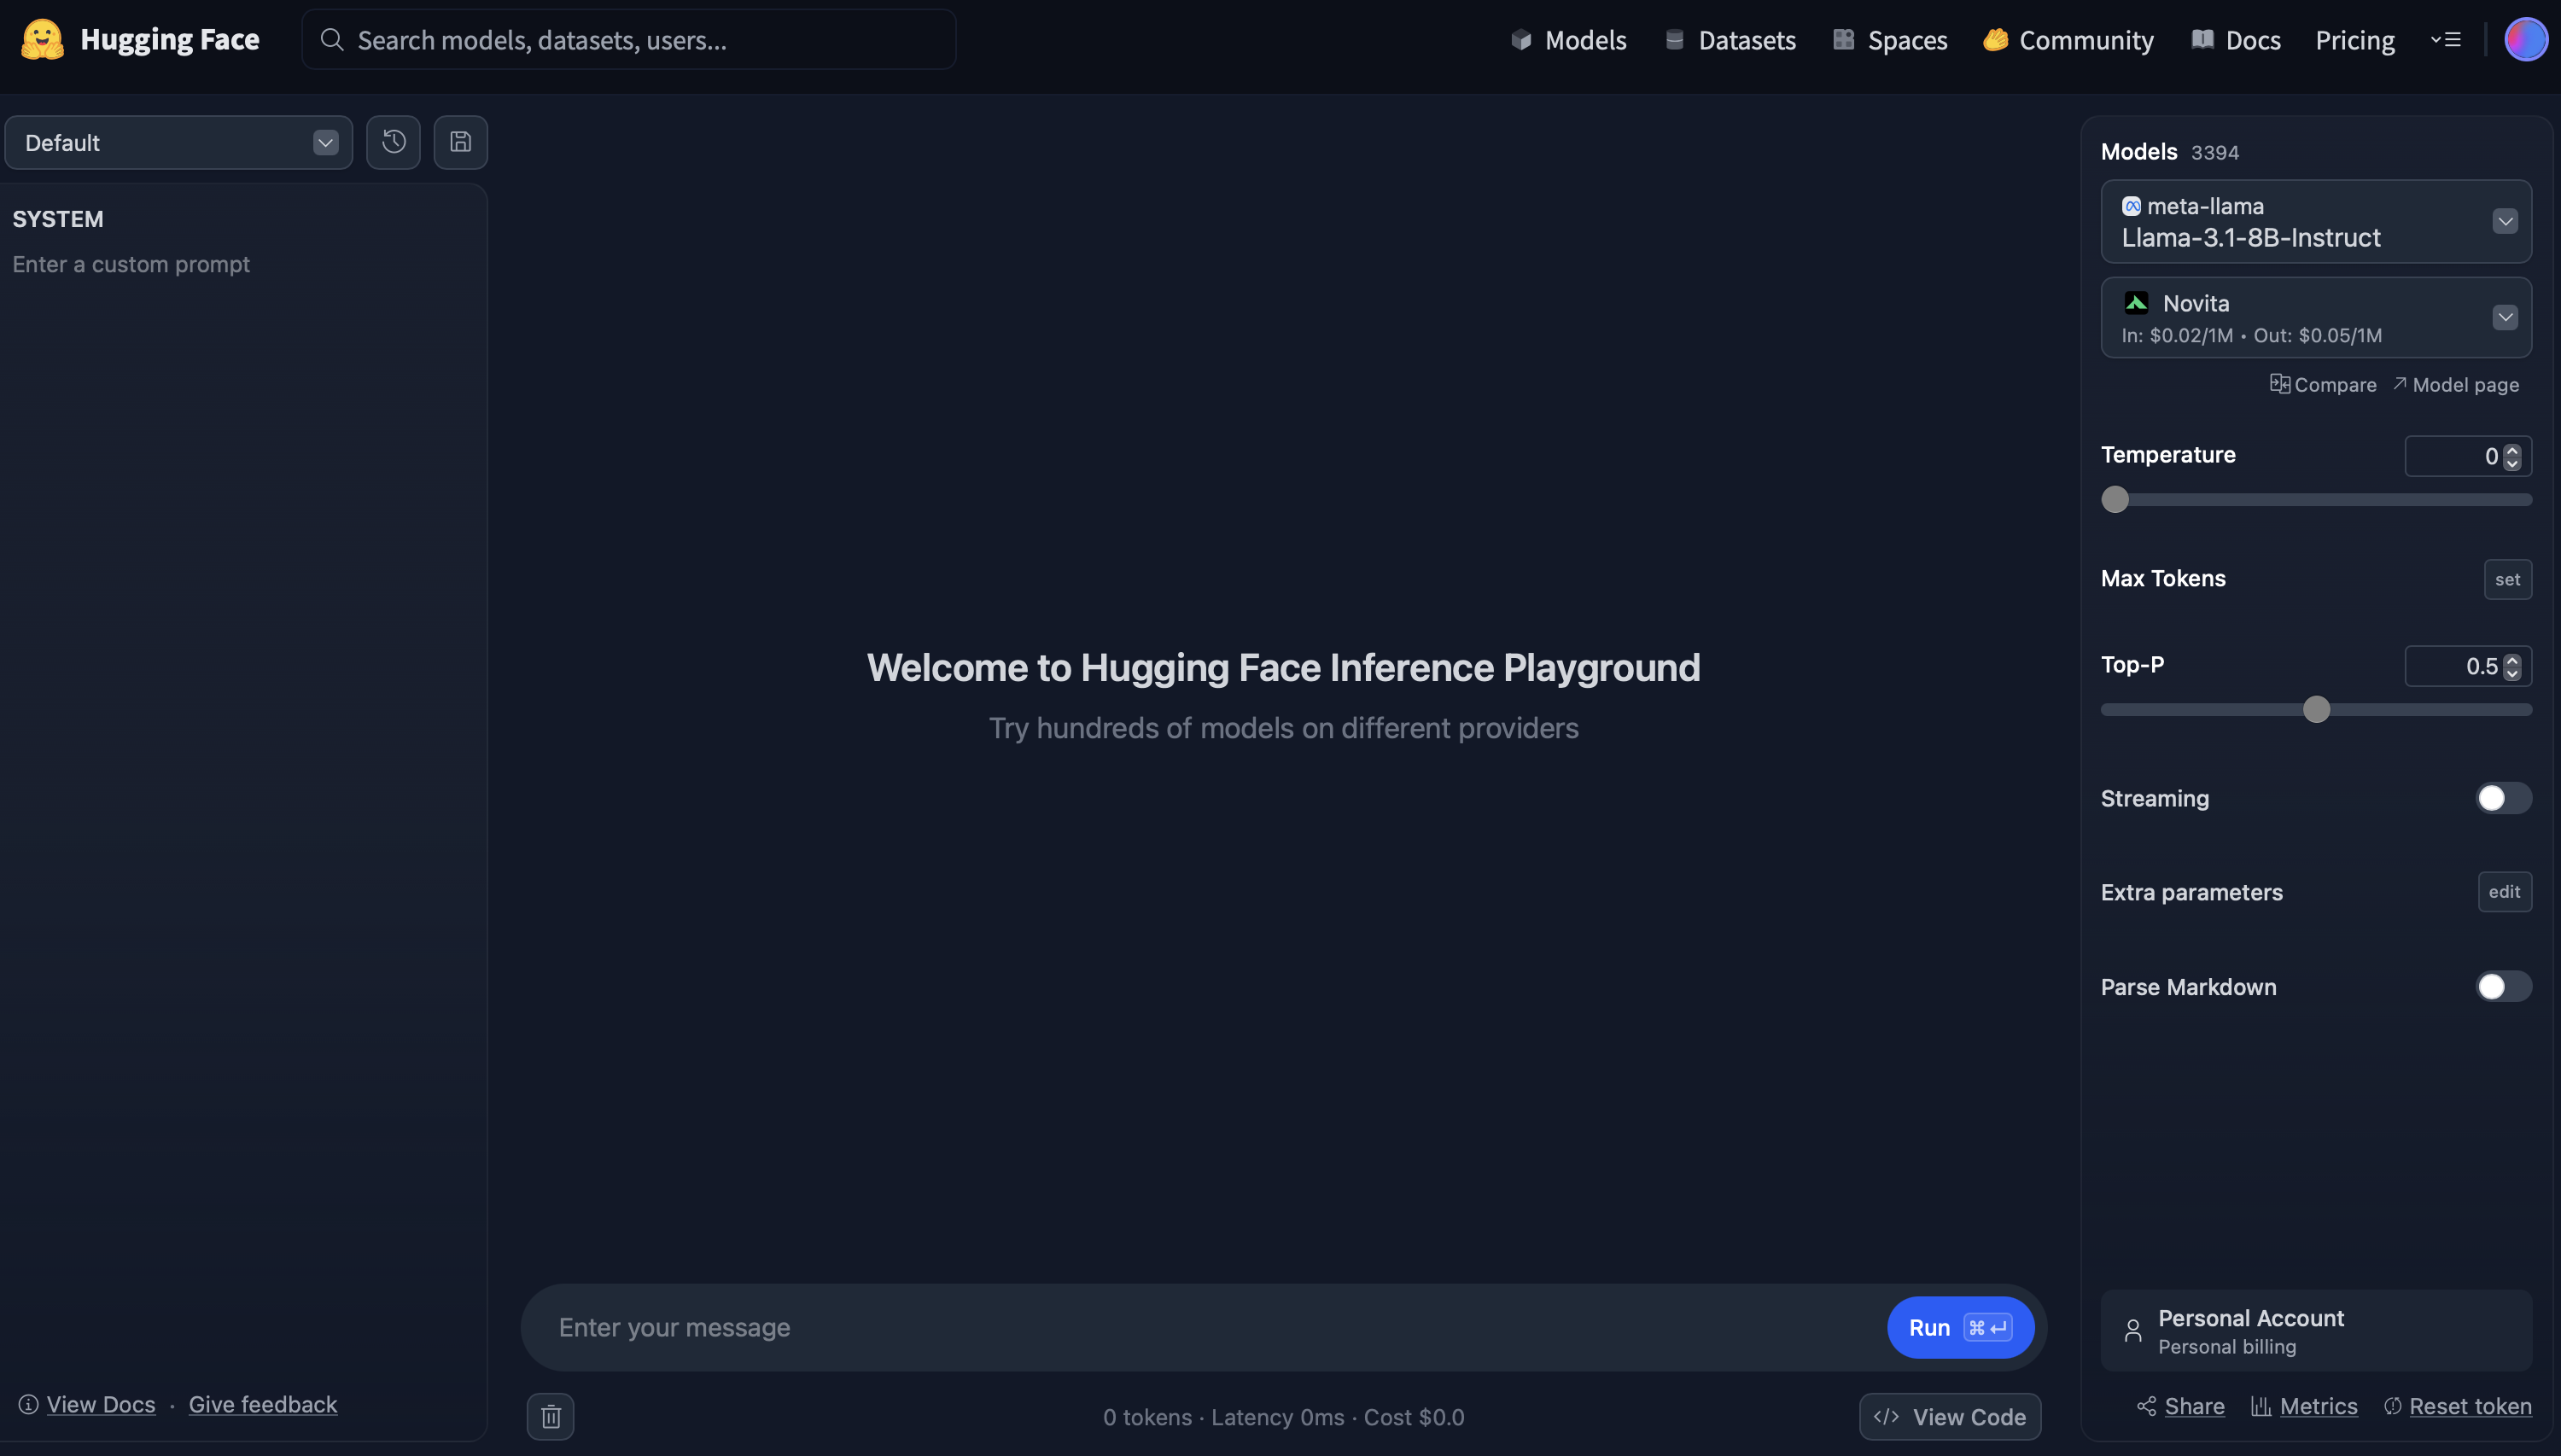 Hugging Face
Search models, datasets, users...
Models
Datasets
Spaces
Community
Docs
Pricing
Default
SYSTEM
Enter a custom prompt
View Docs · Give feedback
Welcome to Hugging Face Inference Playground
Try hundreds of models on different providers
Enter your message
Run ⌘ ↵
0 tokens · Latency 0ms · Cost $0.0
</> View Code
Models 3394
meta-llama
Llama-3.1-8B-Instruct
Novita
In: $0.02/1M • Out: $0.05/1M
Compare
Model page
Temperature
0
Max Tokens
set
Top-P
0.5
Streaming
Extra parameters
edit
Parse Markdown
Personal Account
Personal billing
Share
Metrics
Reset token